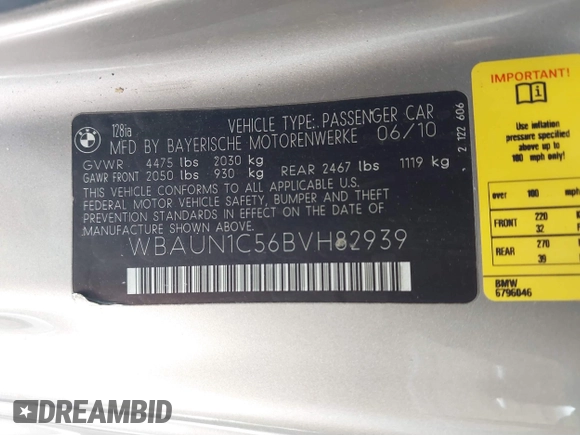 BMW
128ia
VEHICLE TYPE: PASSENGER CAR
MFD BY BAYERISCHE MOTORENWERKE 06/10
GVWR 4475 lbs 2030 kg
GAWR FRONT 2050 lbs 930 kg REAR 2467 lbs 1119 kg
THIS VEHICLE CONFORMS TO ALL APPLICABLE U.S.
FEDERAL MOTOR VEHICLE SAFETY, BUMPER AND THEFT
PREVENTION STANDARDS IN EFFECT ON THE DATE OF
MANUFACTURE SHOWN ABOVE.
WBAUN1C56BVH82939
2 122 606
IMPORTANT!
Use inflation
pressure specified
above up to
100 mph only!
over 100 mph
FRONT 220
32
REAR 270
39
BMW
6796046
DREAMBID